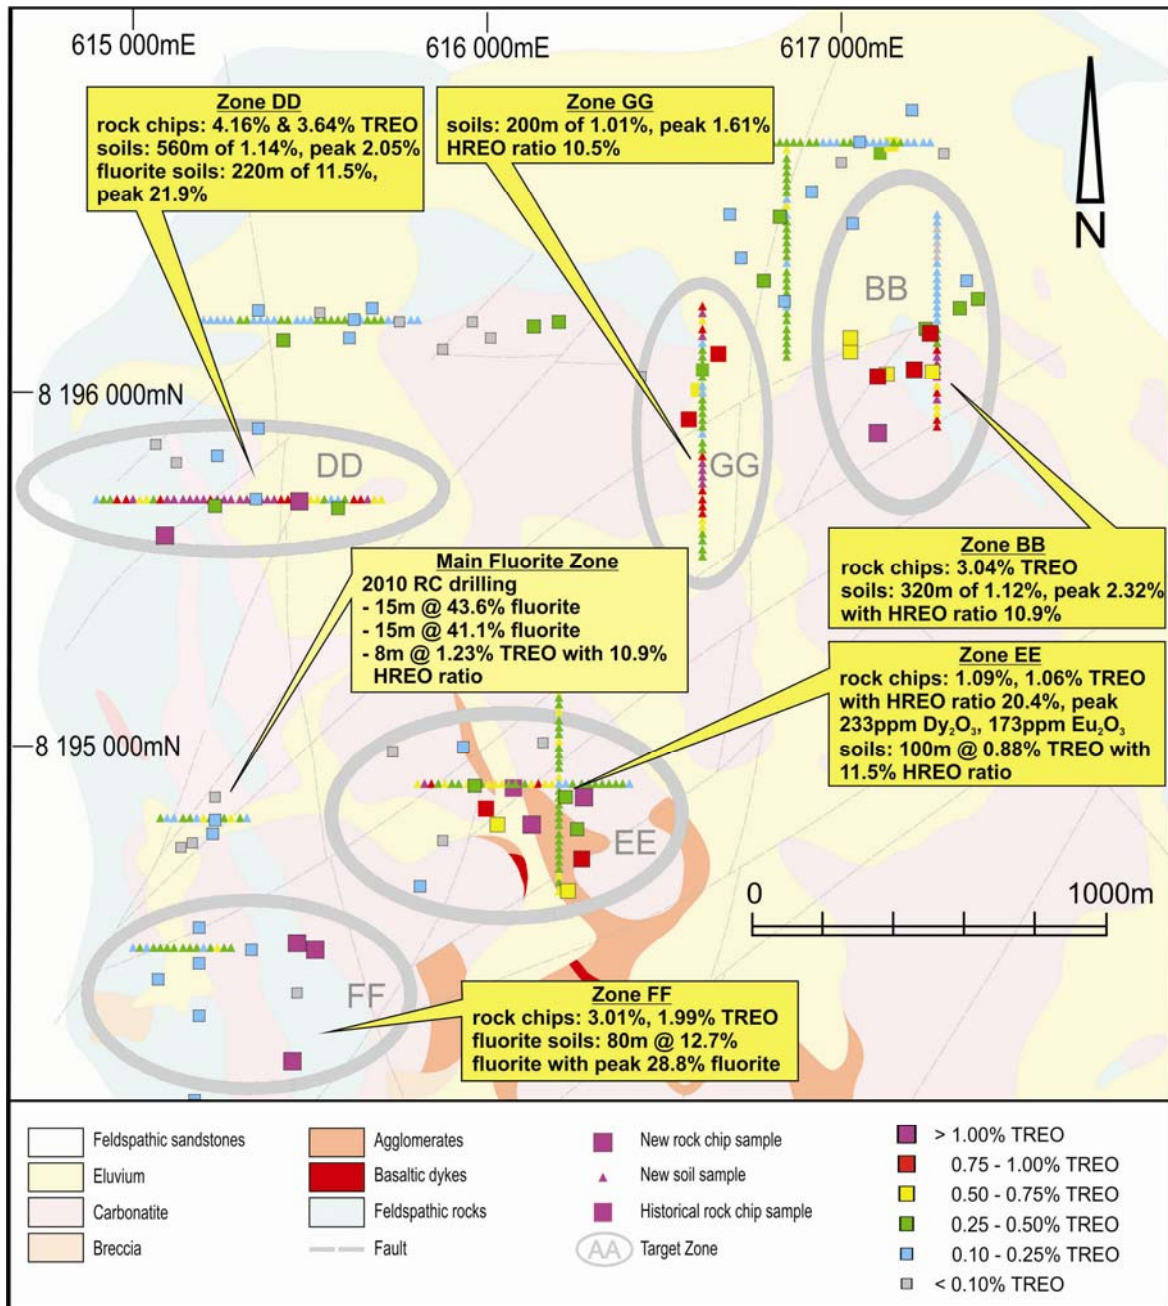 615 000mE
616 000mE
617 000mE
Zone DD
rock chips: 4.16% & 3.64% TREO
soils: 560m of 1.14%, peak 2.05%
fluorite soils: 220m of 11.5%,
peak 21.9%
Zone GG
soils: 200m of 1.01%, peak 1.61%
HREO ratio 10.5%
N
BB
8 196 000mN
DD
GG
Main Fluorite Zone
2010 RC drilling
- 15m @ 43.6% fluorite
- 15m @ 41.1% fluorite
- 8m @ 1.23% TREO with 10.9%
HREO ratio
Zone BB
rock chips: 3.04% TREO
soils: 320m of 1.12%, peak 2.32%
with HREO ratio 10.9%
Zone EE
rock chips: 1.09%, 1.06% TREO
with HREO ratio 20.4%, peak
233ppm Dy₂O₃, 173ppm Eu₂O₃
soils: 100m @ 0.88% TREO with
11.5% HREO ratio
8 195 000mN
EE
0 1000m
FF
Zone FF
rock chips: 3.01%, 1.99% TREO
fluorite soils: 80m @ 12.7%
fluorite with peak 28.8% fluorite
Feldspathic sandstones
Eluvium
Carbonatite
Breccia
Agglomerates
Basaltic dykes
Feldspathic rocks
Fault
New rock chip sample
New soil sample
Historical rock chip sample
AA Target Zone
> 1.00% TREO
0.75 - 1.00% TREO
0.50 - 0.75% TREO
0.25 - 0.50% TREO
0.10 - 0.25% TREO
< 0.10% TREO